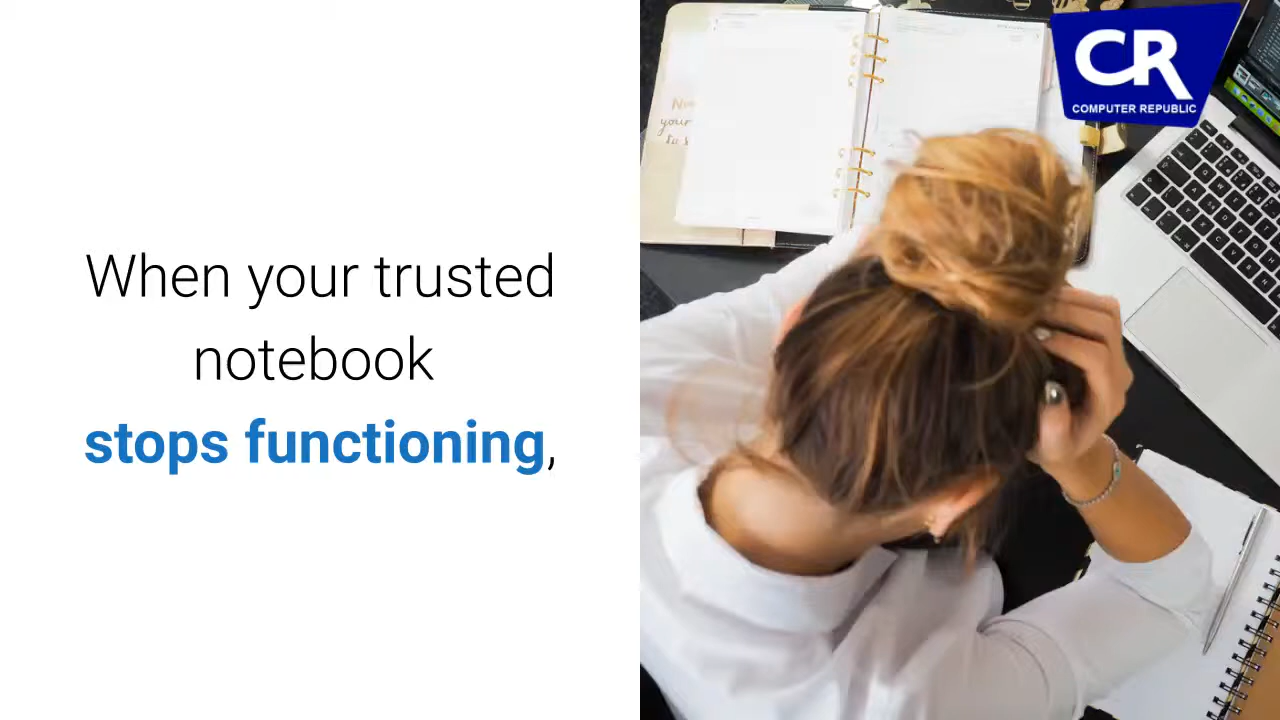 When your trusted
notebook
stops functioning,
CR
COMPUTER REPUBLIC